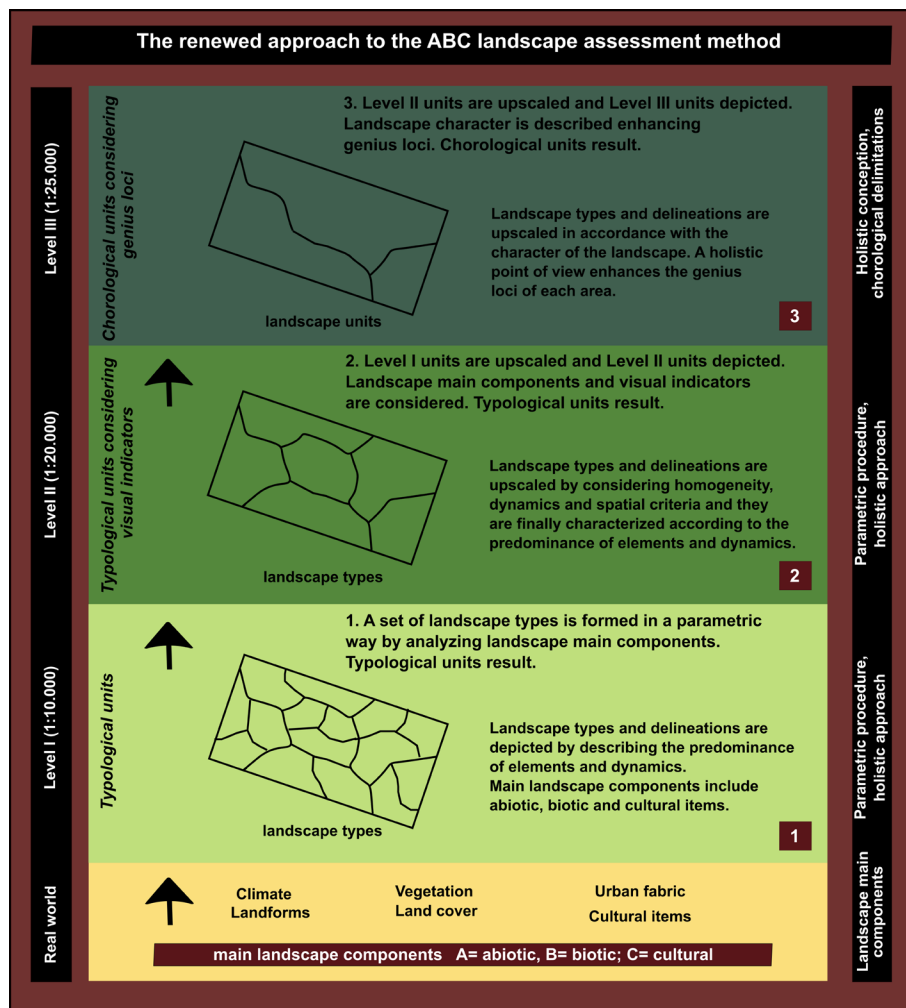 The renewed approach to the ABC landscape assessment method
Level III (1:25.000)
Chorological units considering
genius loci
3. Level II units are upscaled and Level III units depicted.
Landscape character is described enhancing
genius loci. Chorological units result.
Landscape types and delineations are
upscaled in accordance with the
character of the landscape. A holistic
point of view enhances the genius
loci of each area.
landscape units
3
Holistic conception,
chorological delimitations
Level II (1:20.000)
Typological units considering
visual indicators
2. Level I units are upscaled and Level II units depicted.
Landscape main components and visual indicators
are considered. Typological units result.
Landscape types and delineations are
upscaled by considering homogeneity,
dynamics and spatial criteria and they
are finally characterized according to the
predominance of elements and dynamics.
landscape types
2
Parametric procedure,
holistic approach
Level I (1:10.000)
Typological units
1. A set of landscape types is formed in a parametric
way by analyzing landscape main components.
Typological units result.
Landscape types and delineations are
depicted by describing the predominance
of elements and dynamics.
Main landscape components include
abiotic, biotic and cultural items.
landscape types
1
Parametric procedure,
holistic approach
Real world
Climate
Landforms
Vegetation
Land cover
Urban fabric
Cultural items
main landscape components A= abiotic, B= biotic; C= cultural
Landscape main
components